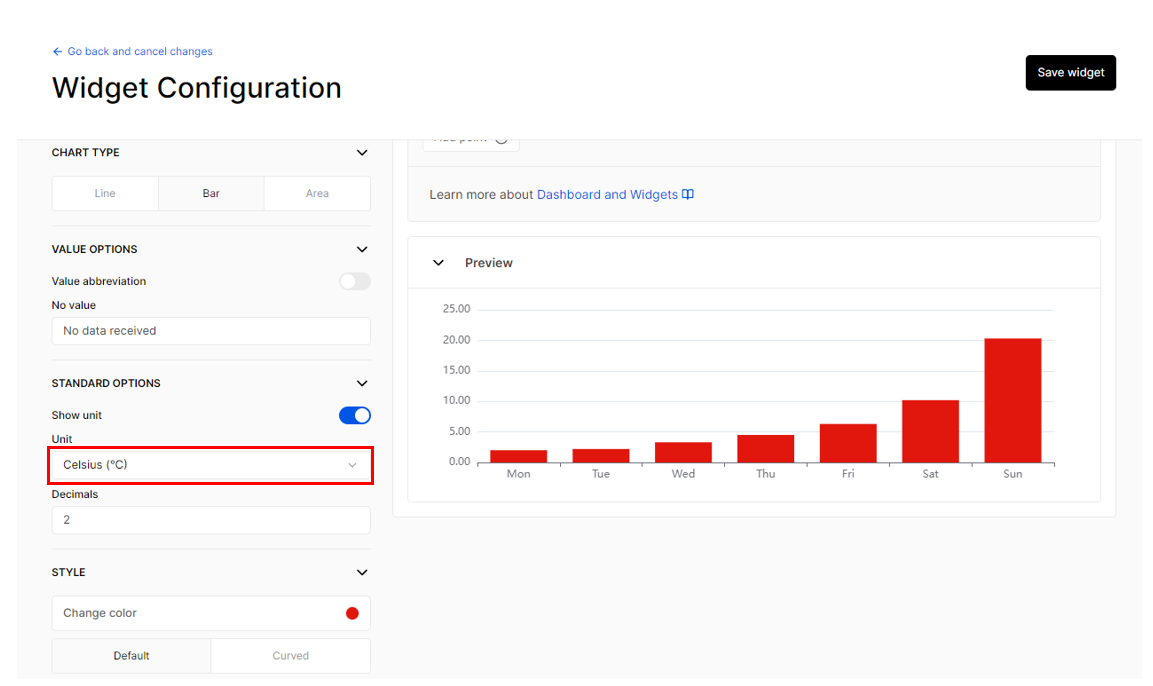 ← Go back and cancel changes
Widget Configuration
Save widget
CHART TYPE
Line
Bar
Area
VALUE OPTIONS
Value abbreviation
No value
No data received
STANDARD OPTIONS
Show unit
Unit
Celsius (°C)
Decimals
2
STYLE
Change color
Default
Curved
Learn more about Dashboard and Widgets
Preview
25.00
20.00
15.00
10.00
5.00
0.00
Mon
Tue
Wed
Thu
Fri
Sat
Sun